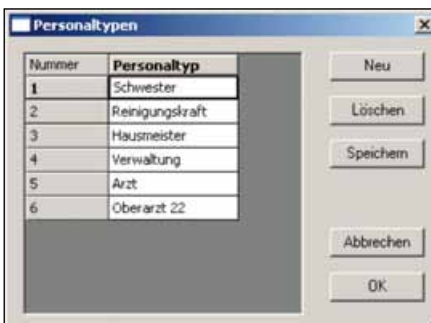 Personaltypen
Nummer Personaltyp
1 Schwester
2 Reinigungskraft
3 Hausmeister
4 Verwaltung
5 Arzt
6 Oberarzt 22
Neu
Löschen
Speichern
Abbrechen
OK